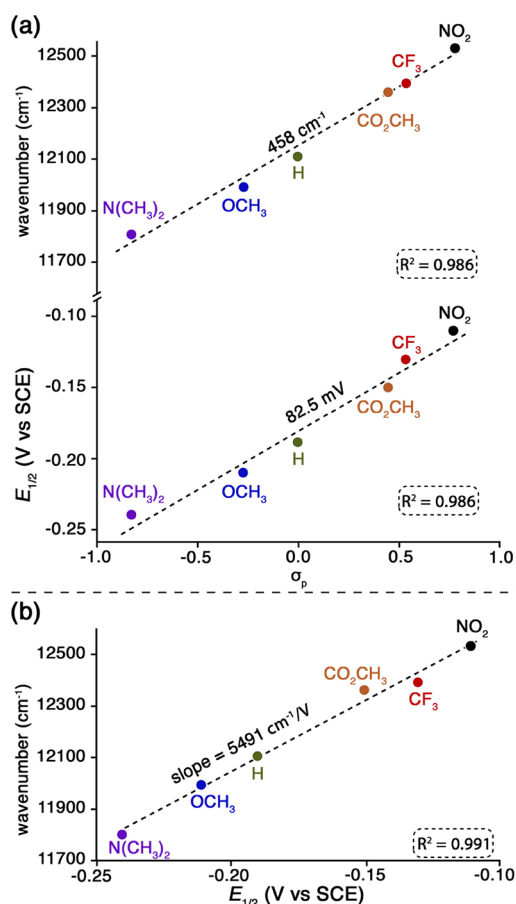 (a)
wavenumber (cm⁻¹)
12500
12300
12100
11900
11700
NO₂
CF₃
CO₂CH₃
458 cm⁻¹
H
OCH₃
N(CH₃)₂
R² = 0.986
E₁/₂ (V vs SCE)
-0.10
-0.15
-0.20
-0.25
NO₂
CF₃
CO₂CH₃
82.5 mV
H
OCH₃
N(CH₃)₂
R² = 0.986
-1.0 -0.5 0.0 0.5 1.0
σₚ
(b)
wavenumber (cm⁻¹)
12500
12300
12100
11900
11700
NO₂
CO₂CH₃
CF₃
slope = 5491 cm⁻¹/V
H
OCH₃
N(CH₃)₂
R² = 0.991
-0.25 -0.20 -0.15 -0.10
E₁/₂ (V vs SCE)